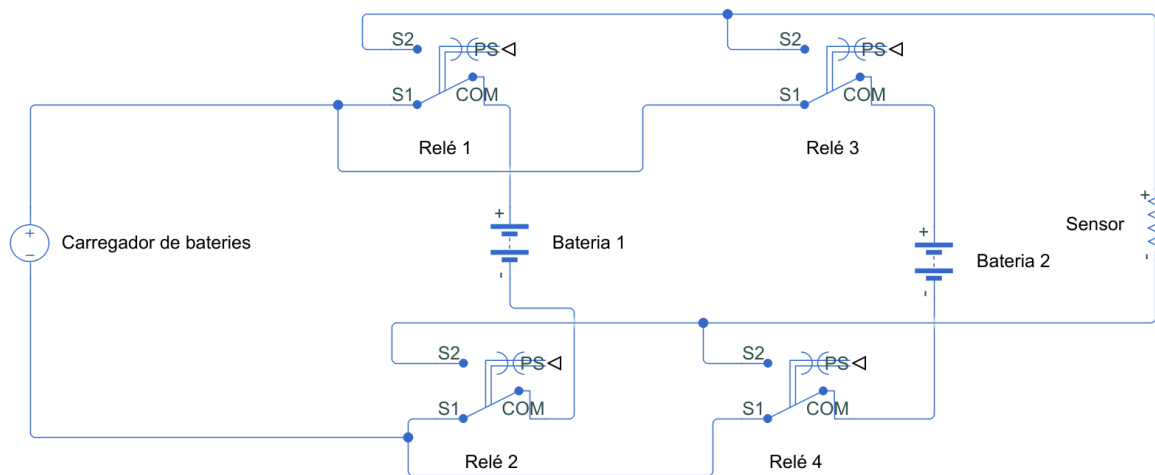 S2
PS
S1
COM
Relé 1
S2
PS
S1
COM
Relé 3
+
−
Carregador de bateries
+
-
Bateria 1
+
-
Bateria 2
+
-
Sensor
S2
PS
S1
COM
Relé 2
S2
PS
S1
COM
Relé 4